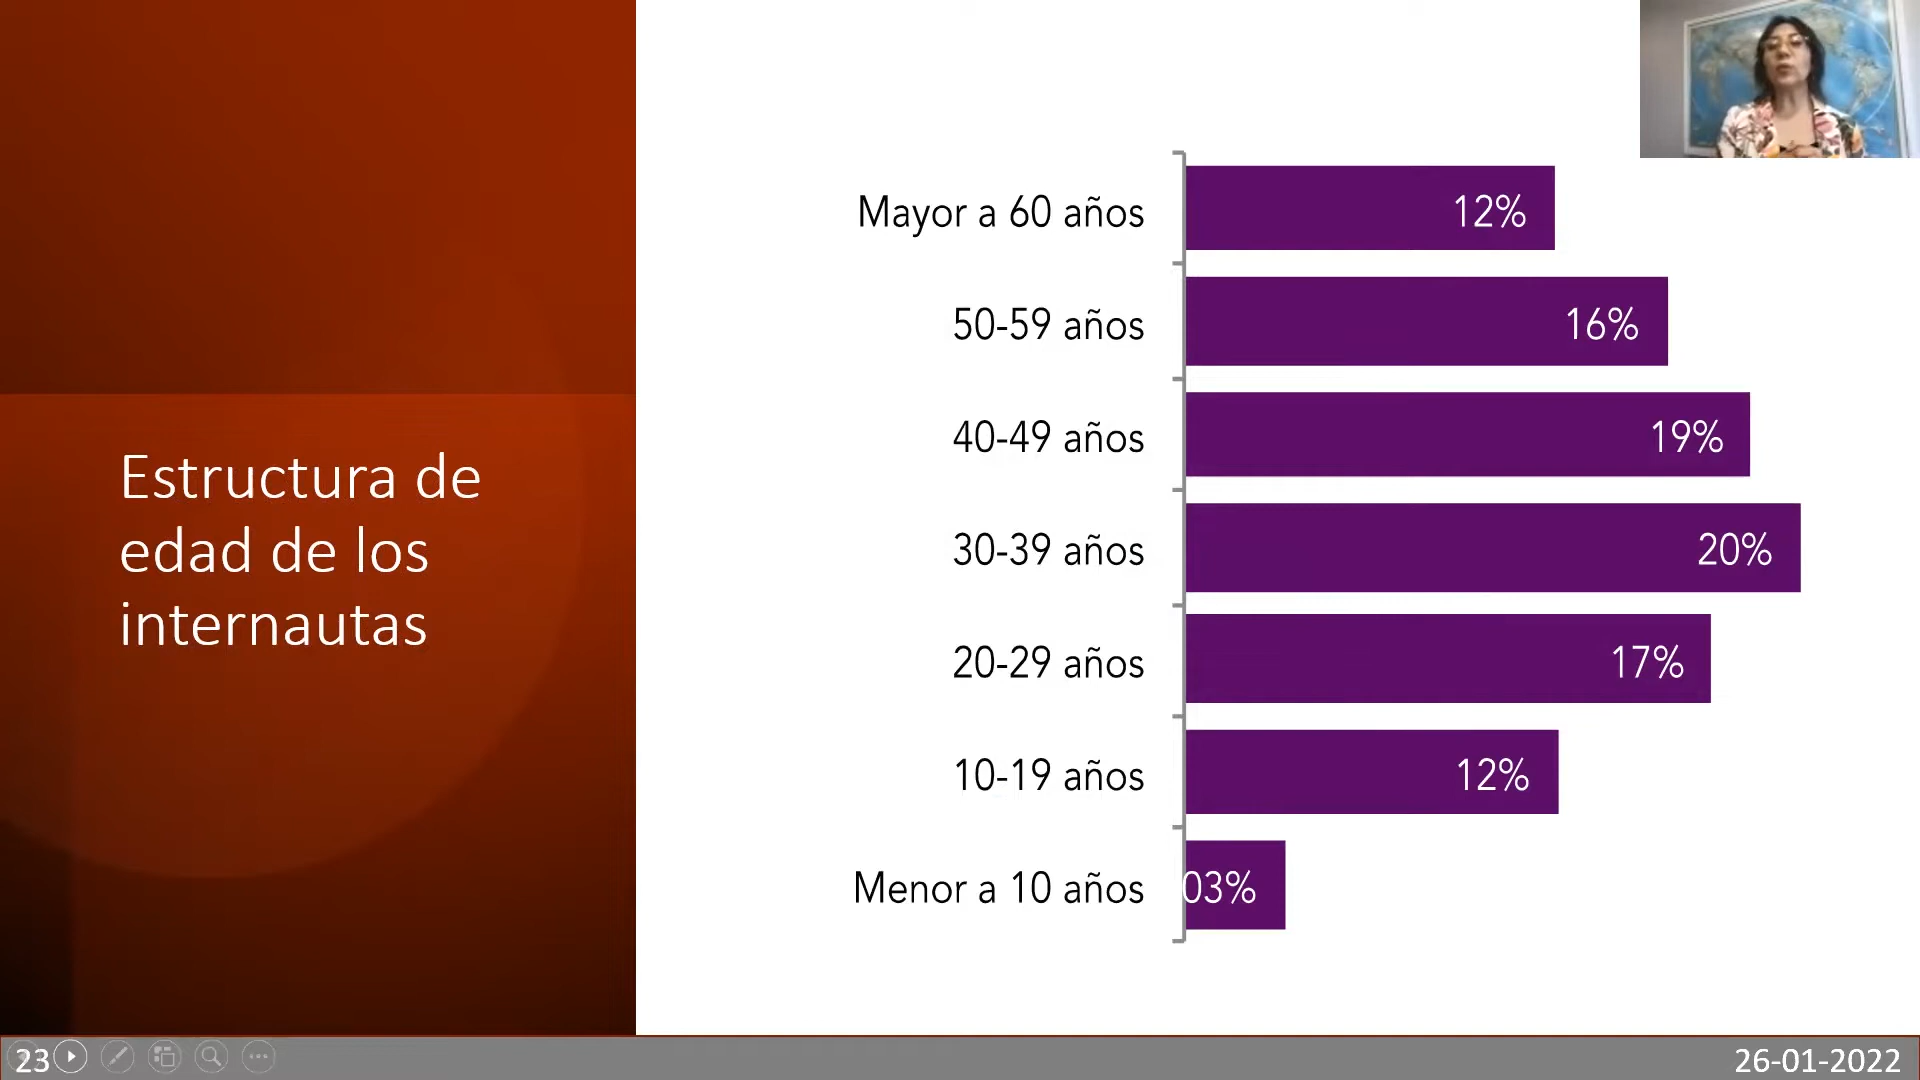 Estructura de
edad de los
internautas
Mayor a 60 años 12%
50-59 años 16%
40-49 años 19%
30-39 años 20%
20-29 años 17%
10-19 años 12%
Menor a 10 años 03%
23
26-01-2022